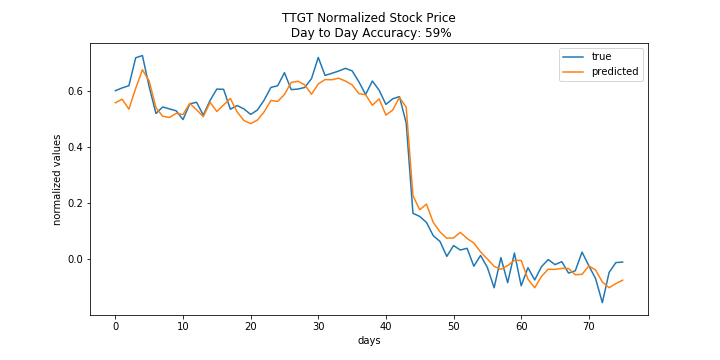 TTGT Normalized Stock Price
Day to Day Accuracy: 59%
true
predicted
normalized values
0.6
0.4
0.2
0.0
0
10
20
30
40
50
60
70
days